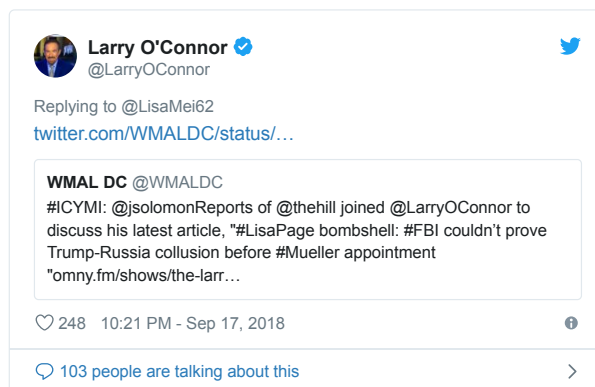 Larry O'Connor
@LarryOConnor
Replying to @LisaMei62
twitter.com/WMALDC/status/…
WMAL DC @WMALDC
#ICYMI: @jsolomonReports of @thehill joined @LarryOConnor to
discuss his latest article, "#LisaPage bombshell: #FBI couldn’t prove
Trump-Russia collusion before #Mueller appointment
"omny.fm/shows/the-larr…
248 10:21 PM - Sep 17, 2018
103 people are talking about this